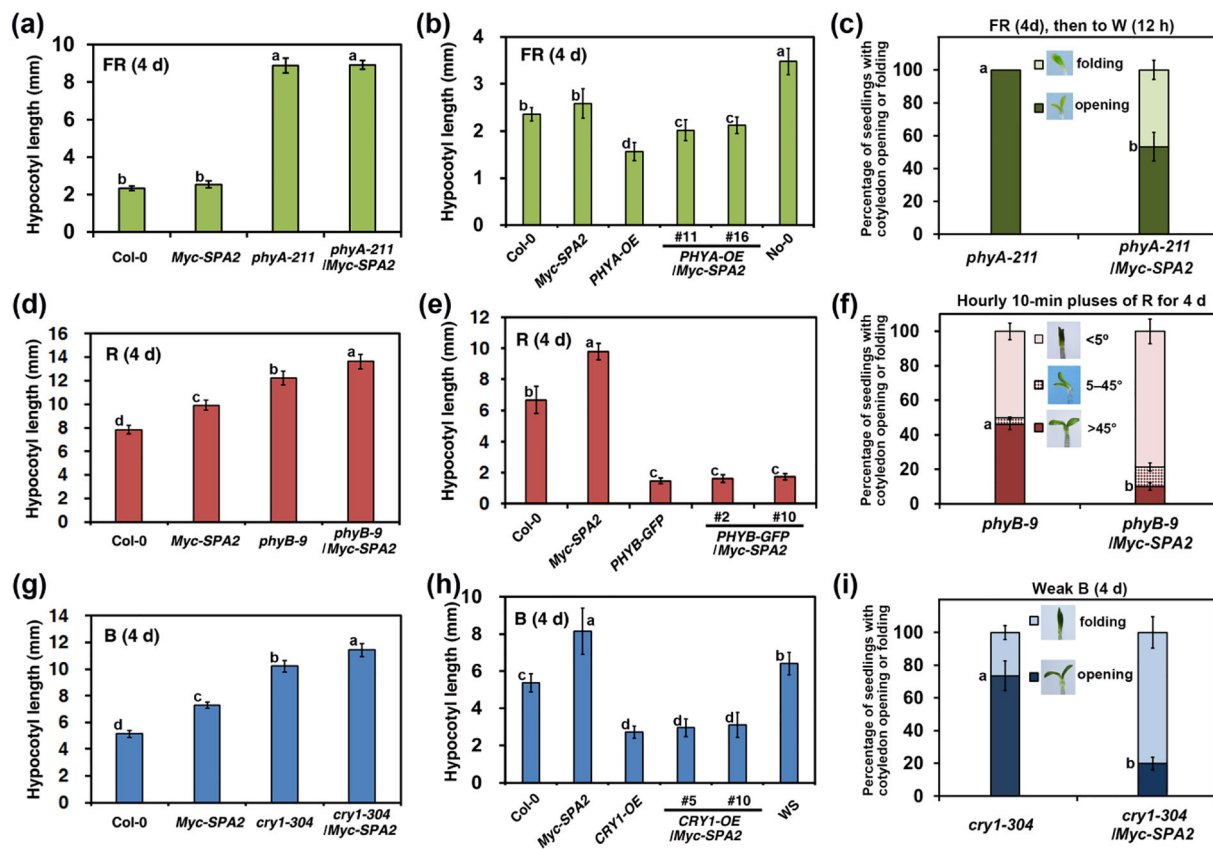 (a)
Hypocotyl length (mm)
10
8
6
4
2
0
FR (4 d)
b
b
a
a
Col-0
Myc-SPA2
phyA-211
phyA-211
/Myc-SPA2
(b)
Hypocotyl length (mm)
4
3
2
1
0
FR (4 d)
b
b
d
c
c
a
Col-0
Myc-SPA2
PHYA-OE
#11
#16
PHYA-OE
/Myc-SPA2
No-0
(c)
FR (4d), then to W (12 h)
Percentage of seedlings with
cotyledon opening or folding
100
80
60
40
20
0
folding
opening
a
b
phyA-211
phyA-211
/Myc-SPA2
(d)
Hypocotyl length (mm)
16
14
12
10
8
6
4
2
0
R (4 d)
d
c
b
a
Col-0
Myc-SPA2
phyB-9
phyB-9
/Myc-SPA2
(e)
Hypocotyl length (mm)
12
10
8
6
4
2
0
R (4 d)
b
a
c
c
c
Col-0
Myc-SPA2
PHYB-GFP
#2
#10
PHYB-GFP
/Myc-SPA2
(f)
Hourly 10-min pluses of R for 4 d
Percentage of seedlings with
cotyledon opening or folding
100
80
60
40
20
0
<5°
5–45°
>45°
a
b
phyB-9
phyB-9
/Myc-SPA2
(g)
Hypocotyl length (mm)
14
12
10
8
6
4
2
0
B (4 d)
d
c
b
a
Col-0
Myc-SPA2
cry1-304
cry1-304
/Myc-SPA2
(h)
Hypocotyl length (mm)
10
8
6
4
2
0
B (4 d)
c
a
d
d
d
b
Col-0
Myc-SPA2
CRY1-OE
#5
#10
CRY1-OE
/Myc-SPA2
WS
(i)
Weak B (4 d)
Percentage of seedlings with
cotyledon opening or folding
100
80
60
40
20
0
folding
opening
a
b
cry1-304
cry1-304
/Myc-SPA2